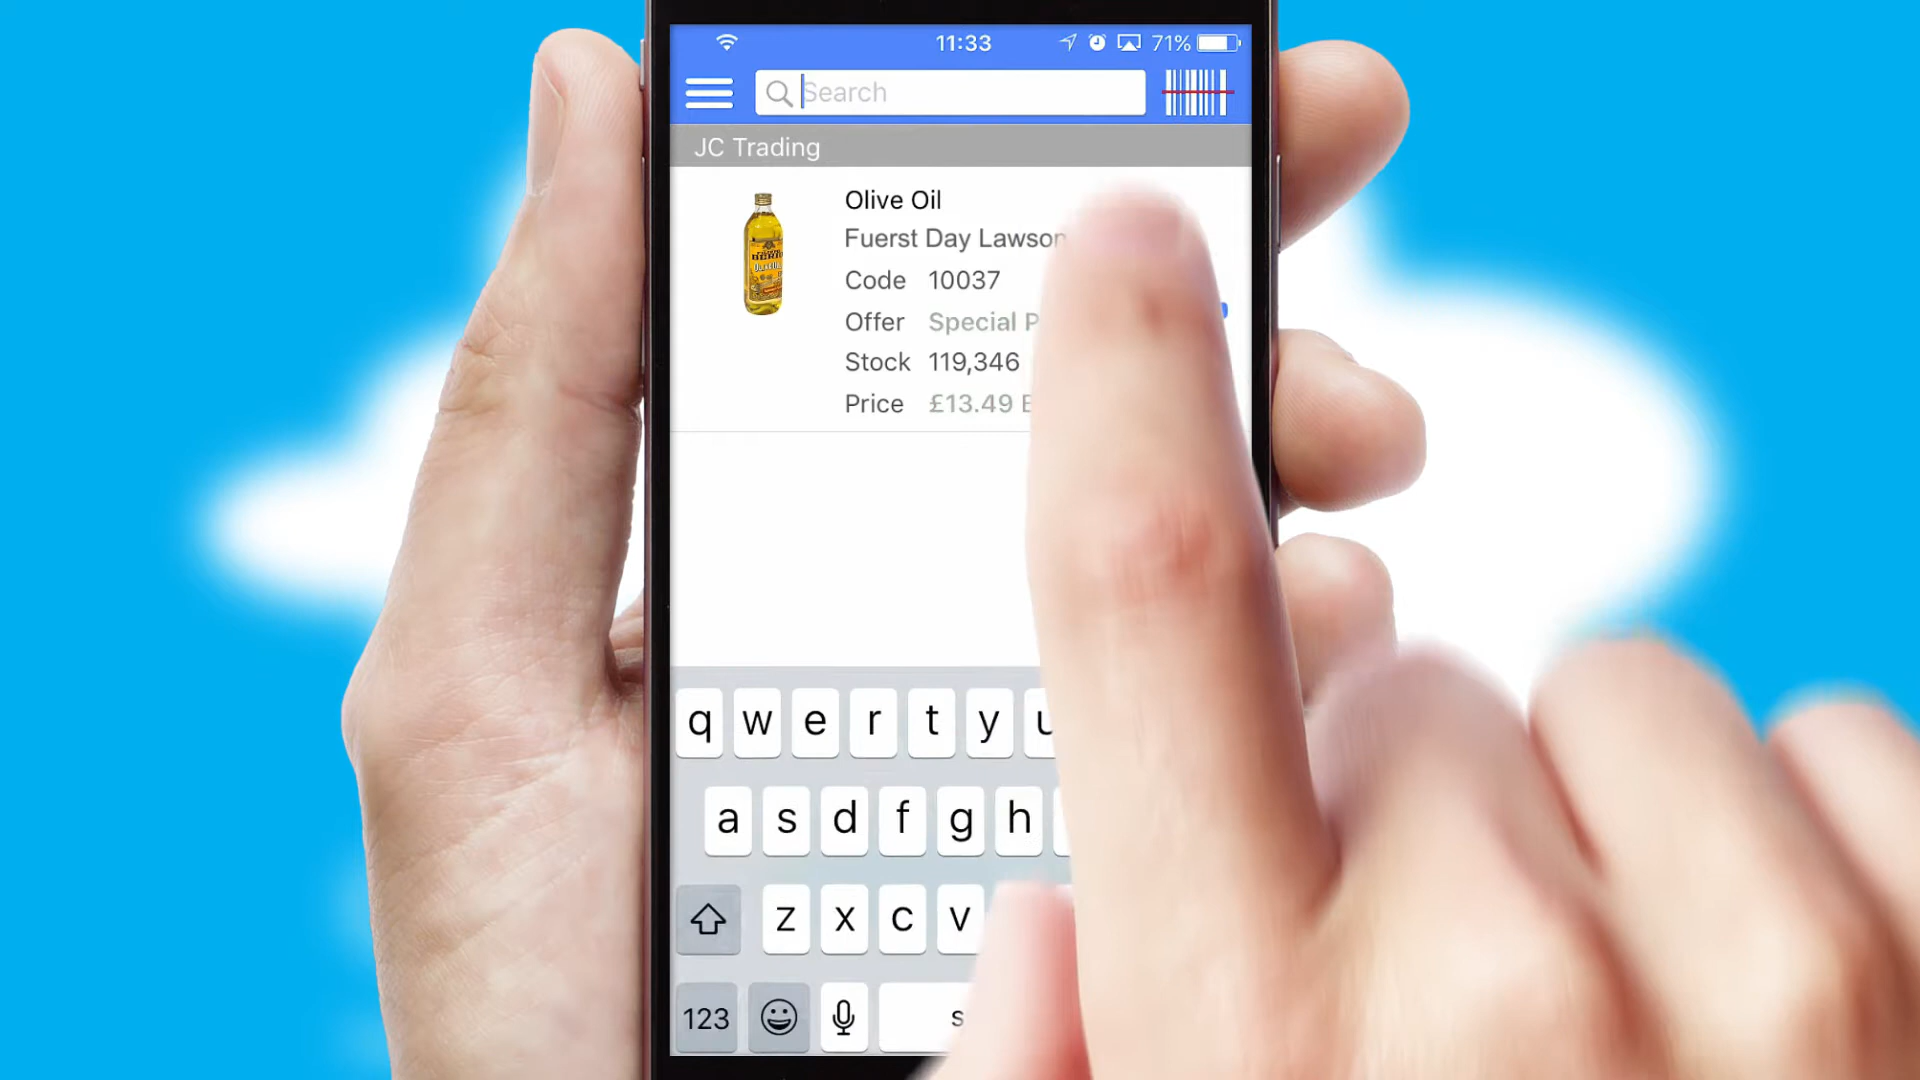 11:33 71%
Search
JC Trading
Olive Oil
Fuerst Day Lawson
Code 10037
Offer Special P
Stock 119,346
Price £13.49 E
q w e r t y u
a s d f g h
z x c v
123 s